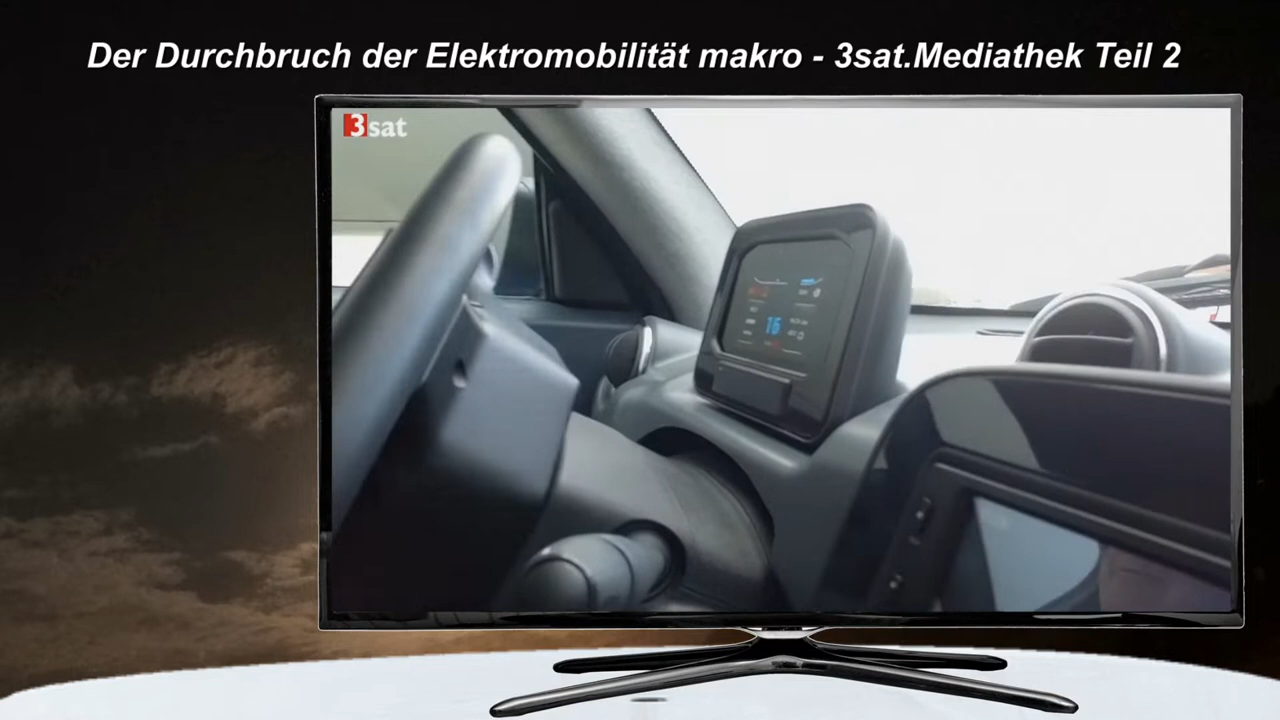 Der Durchbruch der Elektromobilität makro - 3sat.Mediathek Teil 2
3sat
16